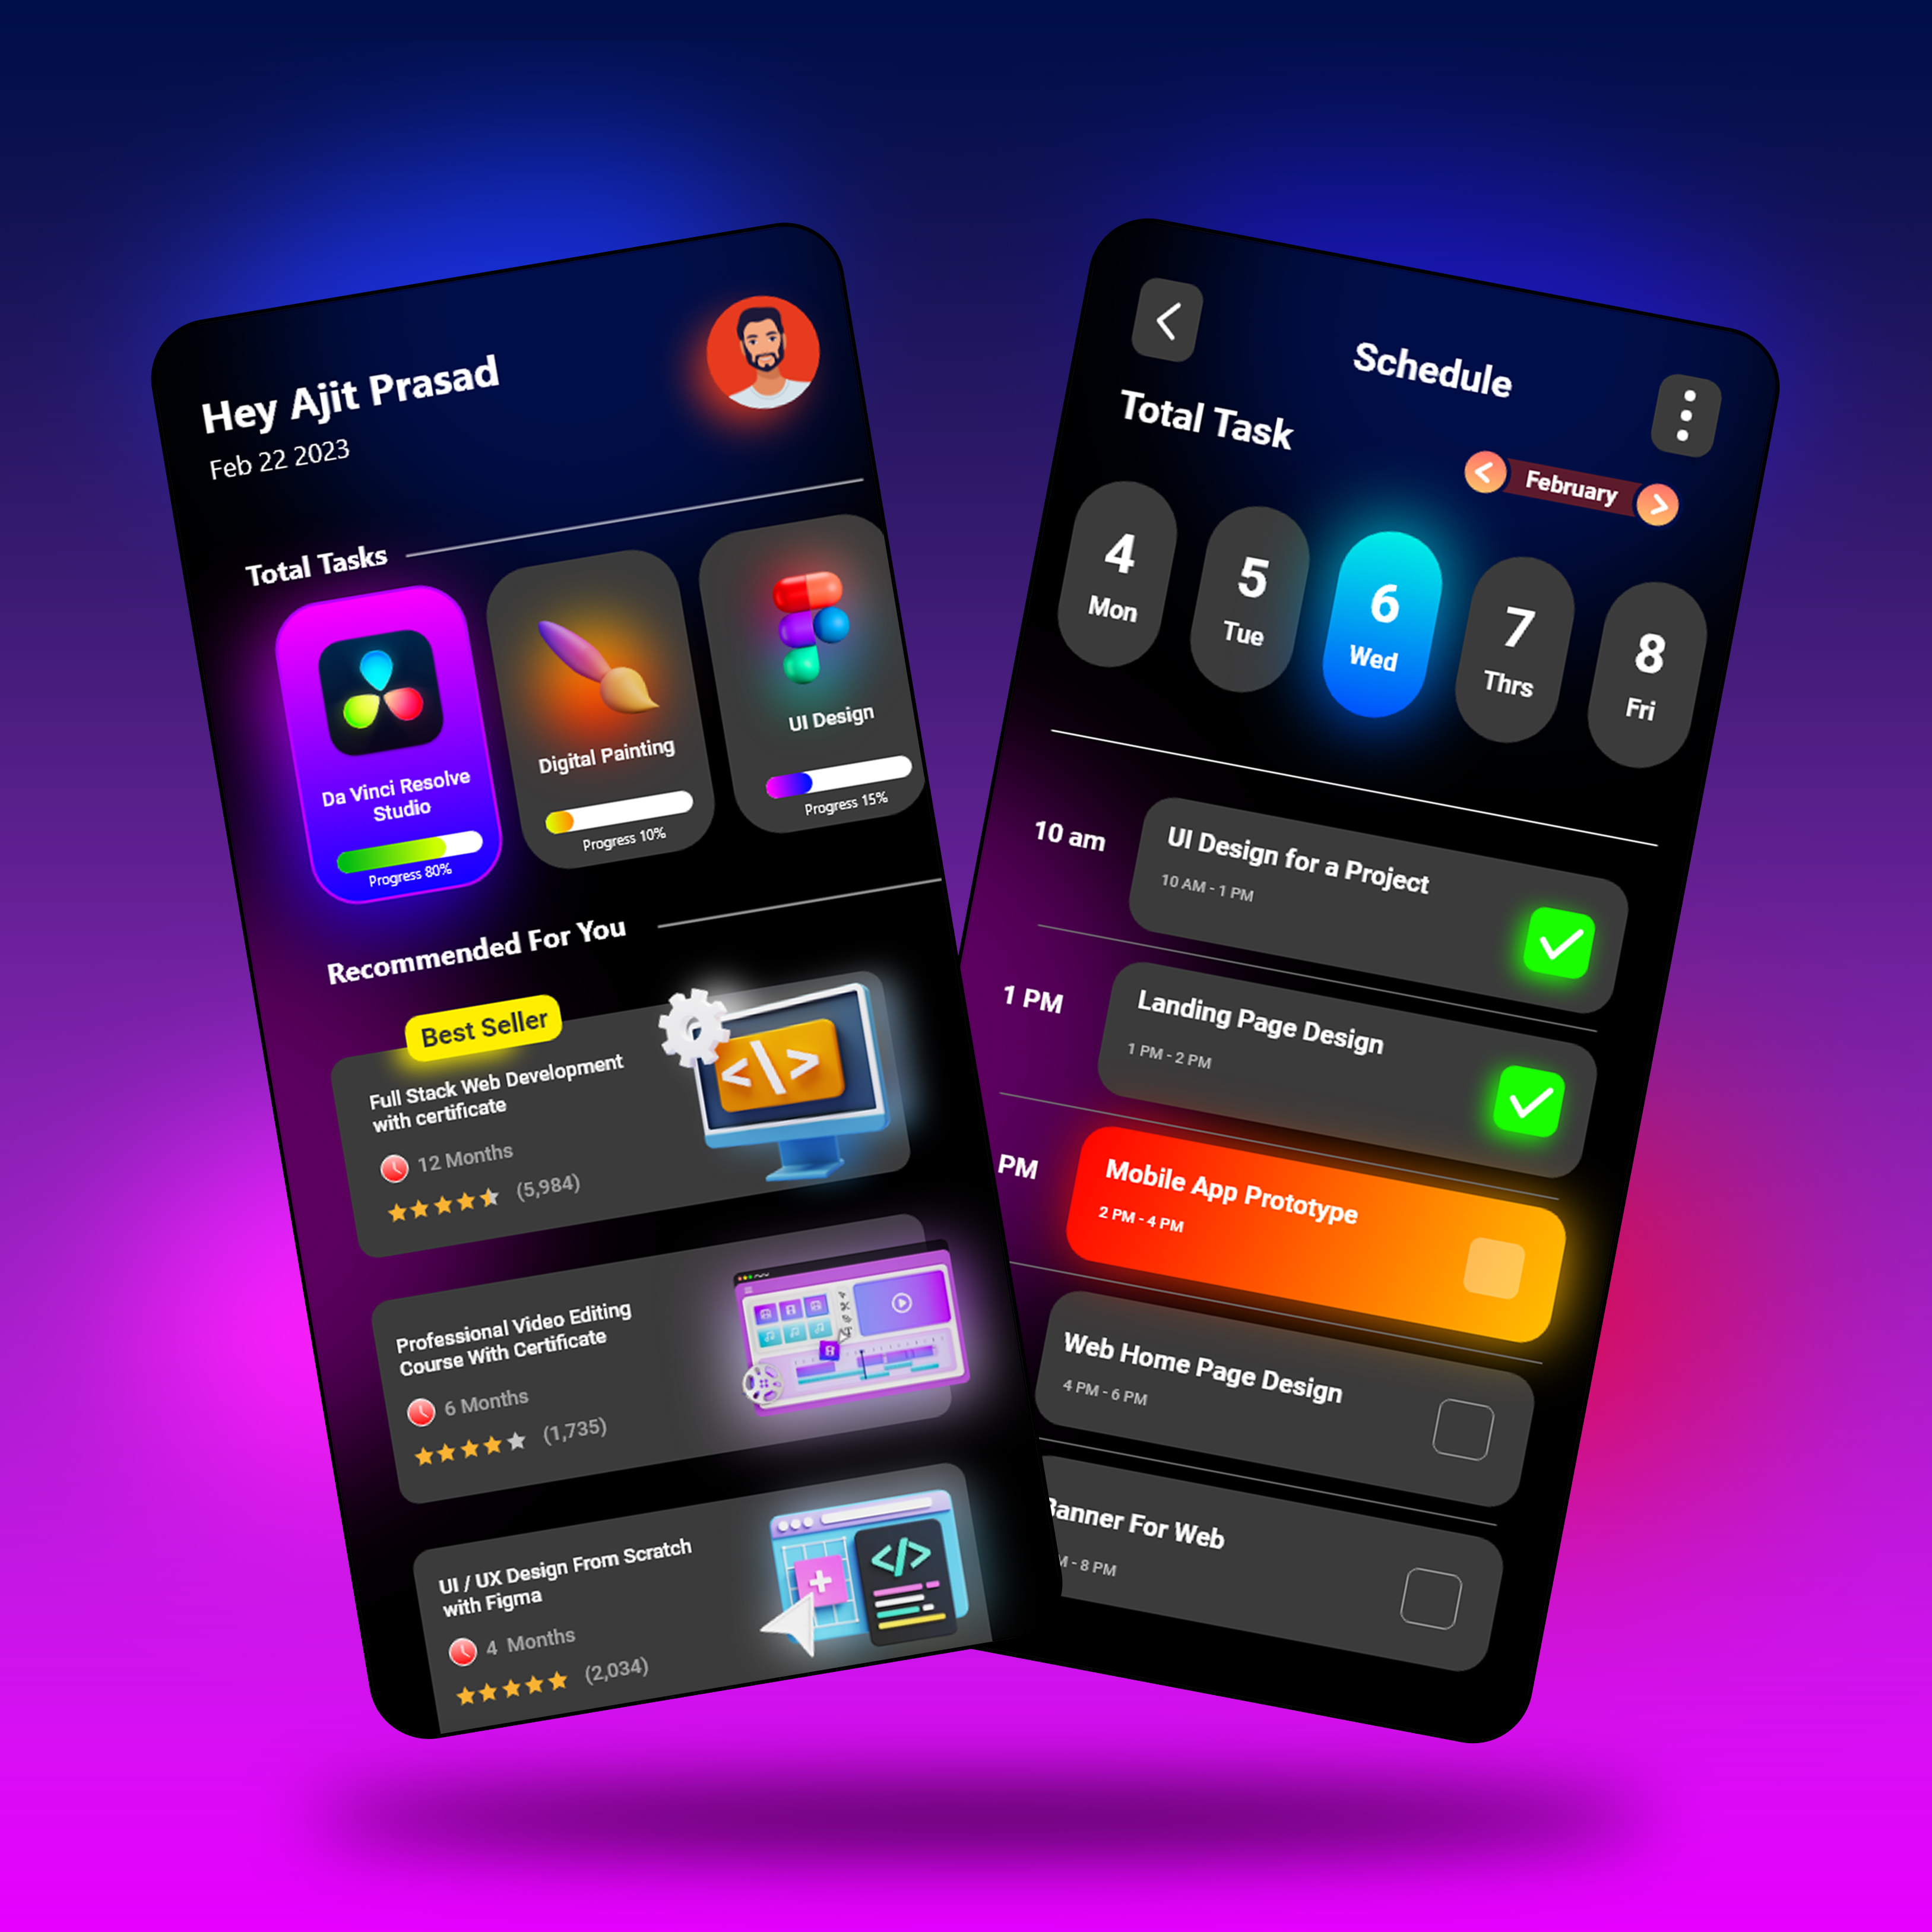 Hey Ajit Prasad
Feb 22 2023
Total Tasks
Da Vinci Resolve
Studio
Progress 80%
Digital Painting
Progress 10%
UI Design
Progress 15%
Recommended For You
Best Seller
Full Stack Web Development
with certificate
12 Months
(5,984)
</>
Professional Video Editing
Course With Certificate
6 Months
(1,735)
UI / UX Design From Scratch
with Figma
4 Months
(2,034)
</>
Schedule
Total Task
February
4
Mon
5
Tue
6
Wed
7
Thrs
8
Fri
10 am
UI Design for a Project
10 AM - 1 PM
1 PM
Landing Page Design
1 PM - 2 PM
PM
Mobile App Prototype
2 PM - 4 PM
Web Home Page Design
4 PM - 6 PM
Banner For Web
- 8 PM